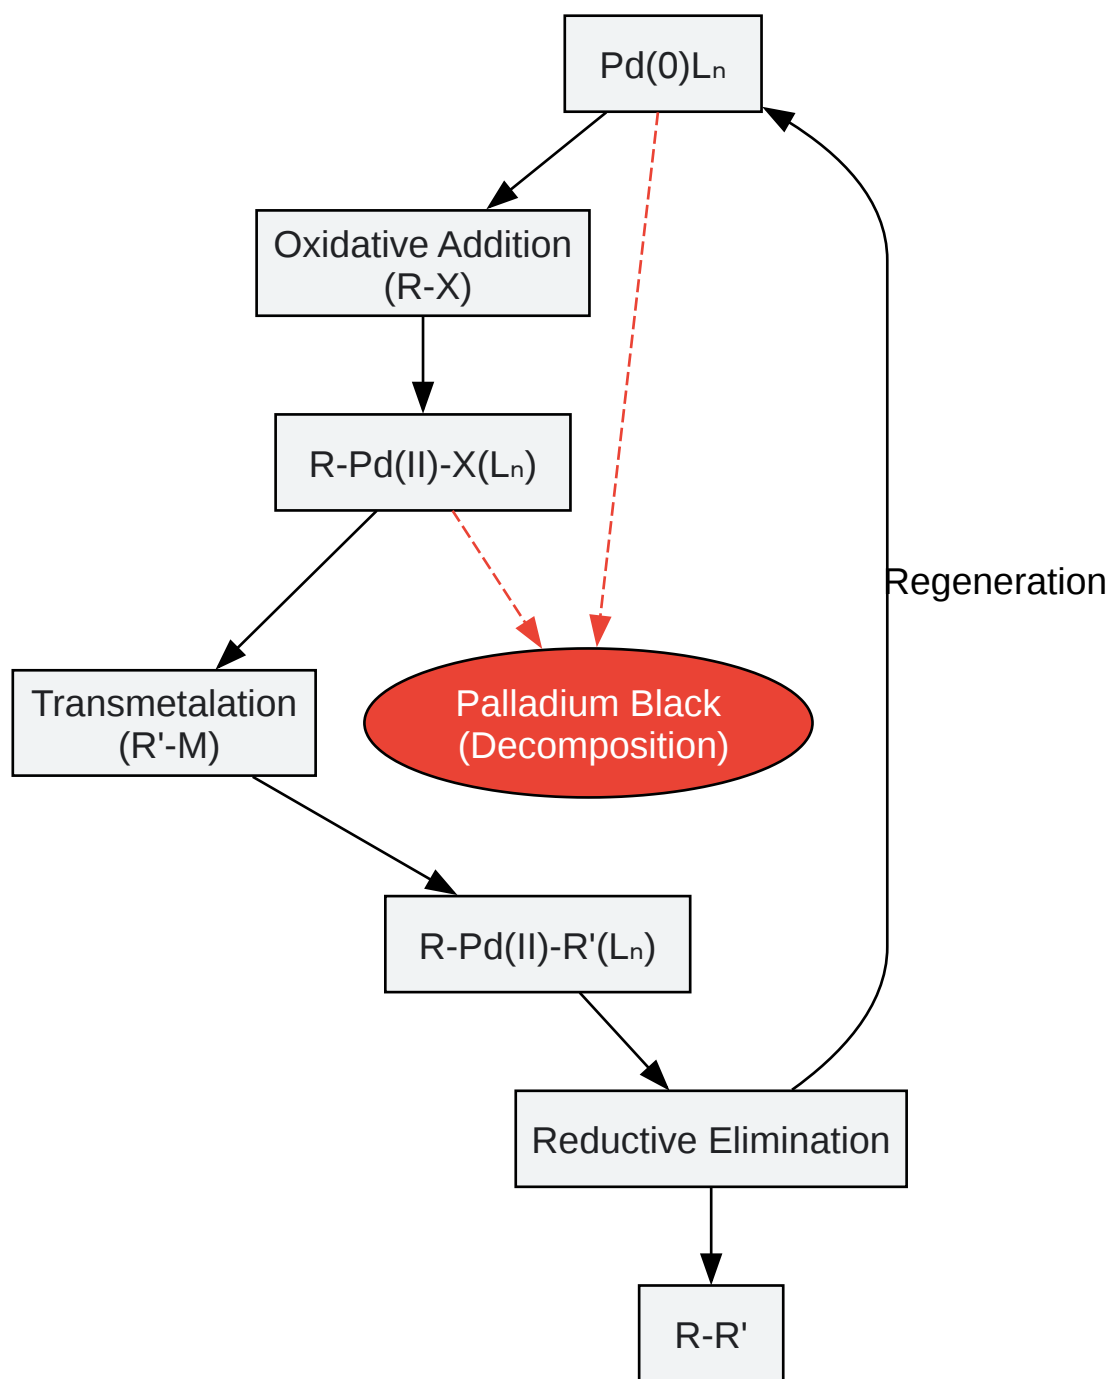 Pd(0)Lₙ
Oxidative Addition
(R-X)
R-Pd(II)-X(Lₙ)
Regeneration
Transmetalation
(R'-M)
Palladium Black
(Decomposition)
R-Pd(II)-R'(Lₙ)
Reductive Elimination
R-R'